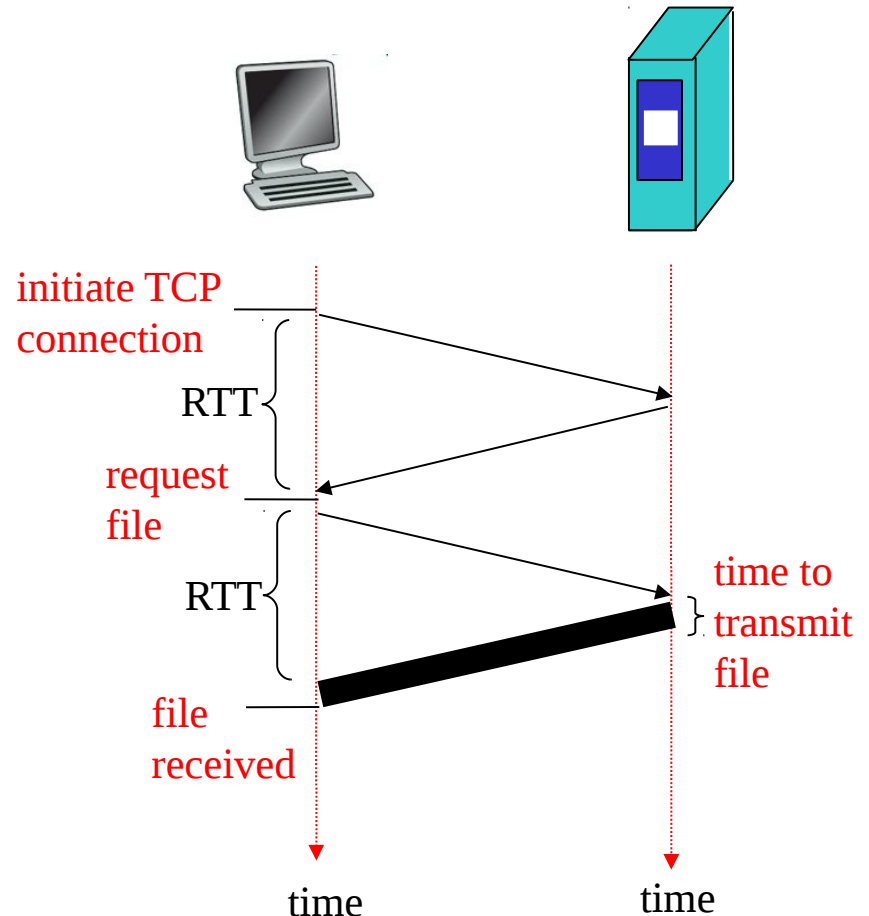 initiate TCP
connection
RTT
request
file
RTT
time to
transmit
file
file
received
time
time